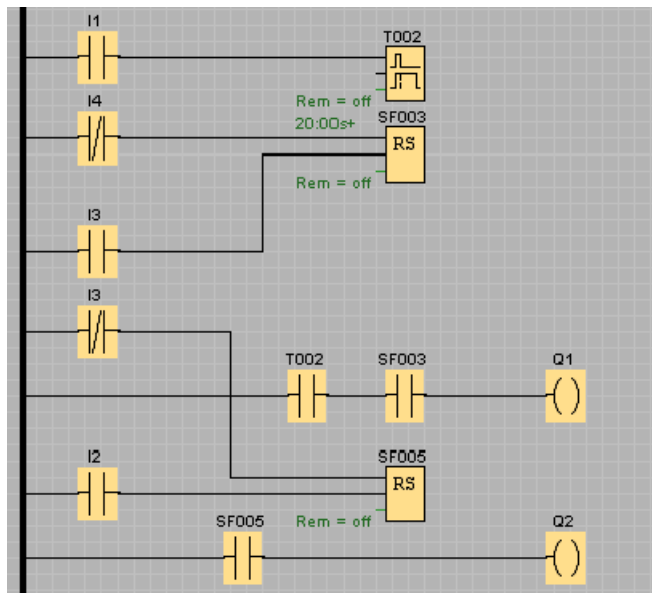 I1
T002
Rem = off
20:00s+
I4
SF003
RS
Rem = off
I3
I3
T002
SF003
Q1
I2
SF005
RS
Rem = off
SF005
Q2